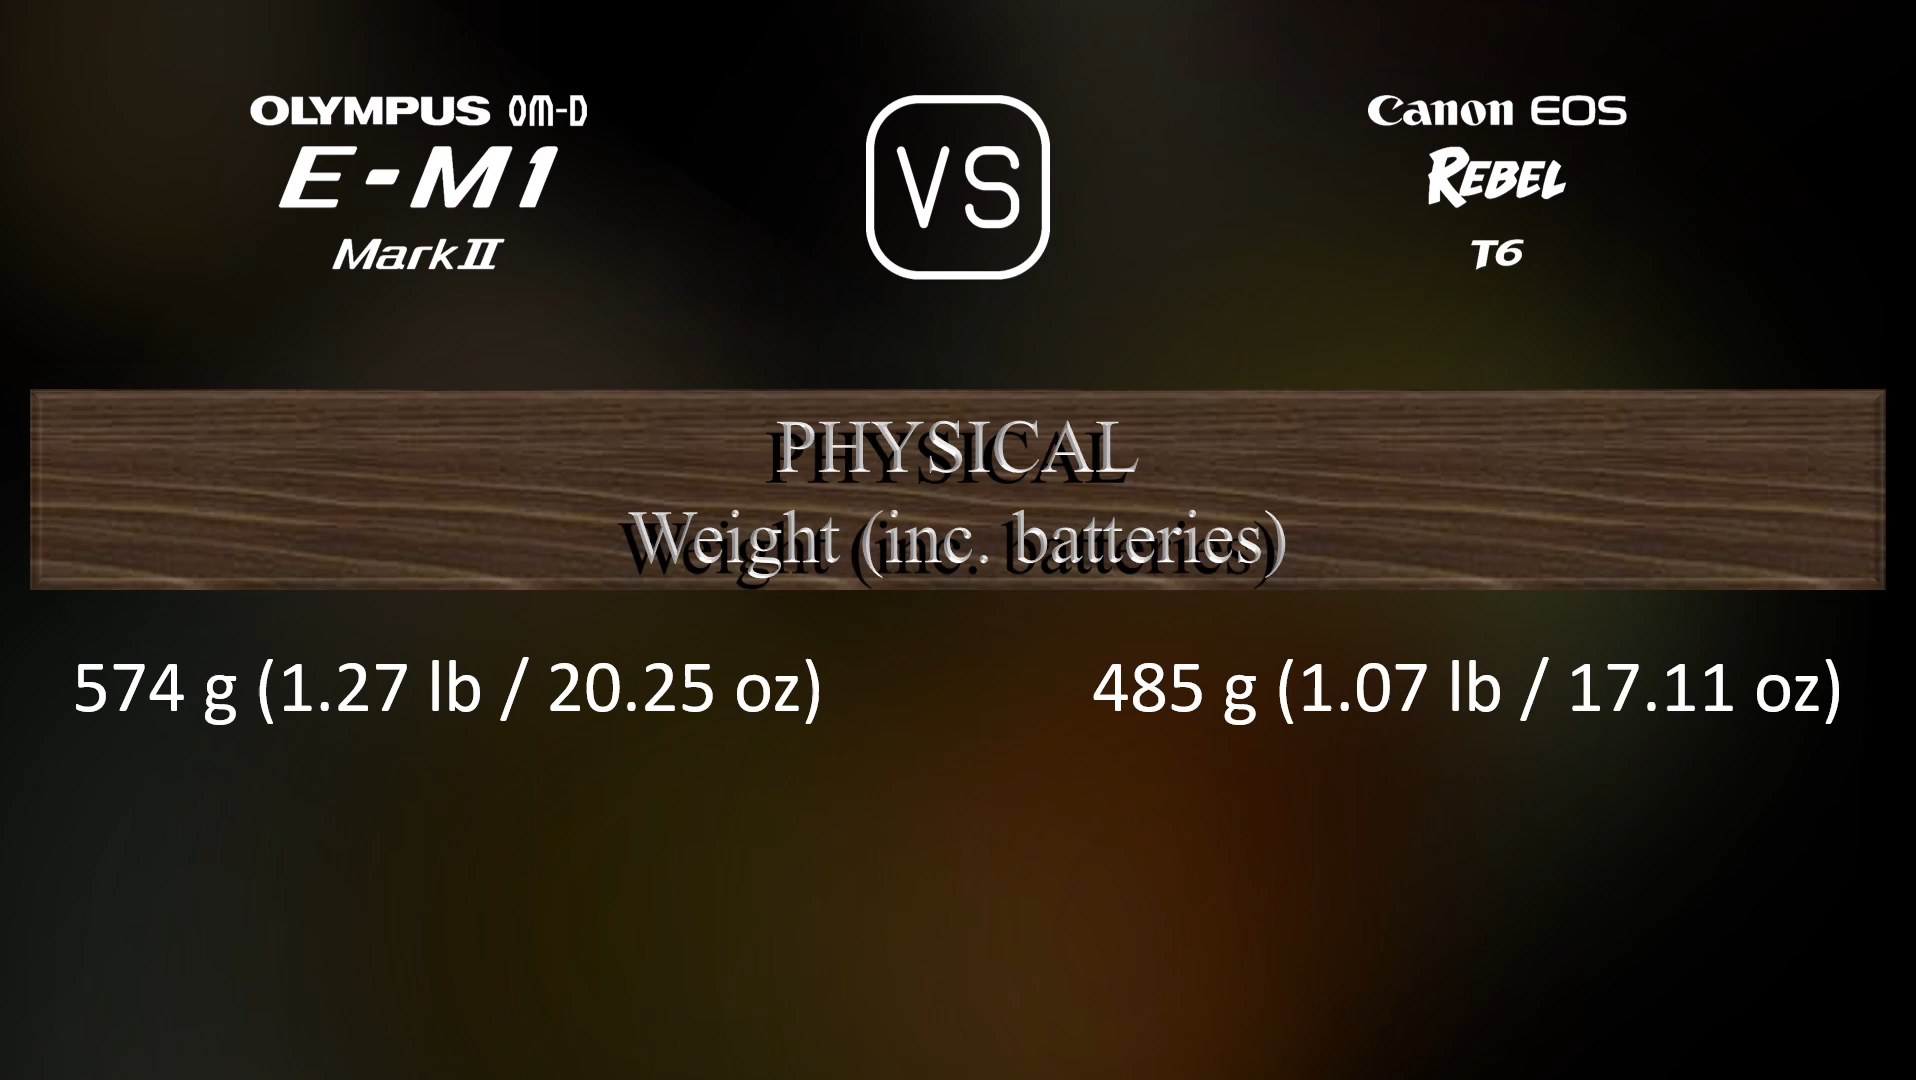 OLYMPUS OM-D
E-M1
Mark II
VS
Canon EOS
REBEL
T6
PHYSICAL
Weight (inc. batteries)
574 g (1.27 lb / 20.25 oz)
485 g (1.07 lb / 17.11 oz)